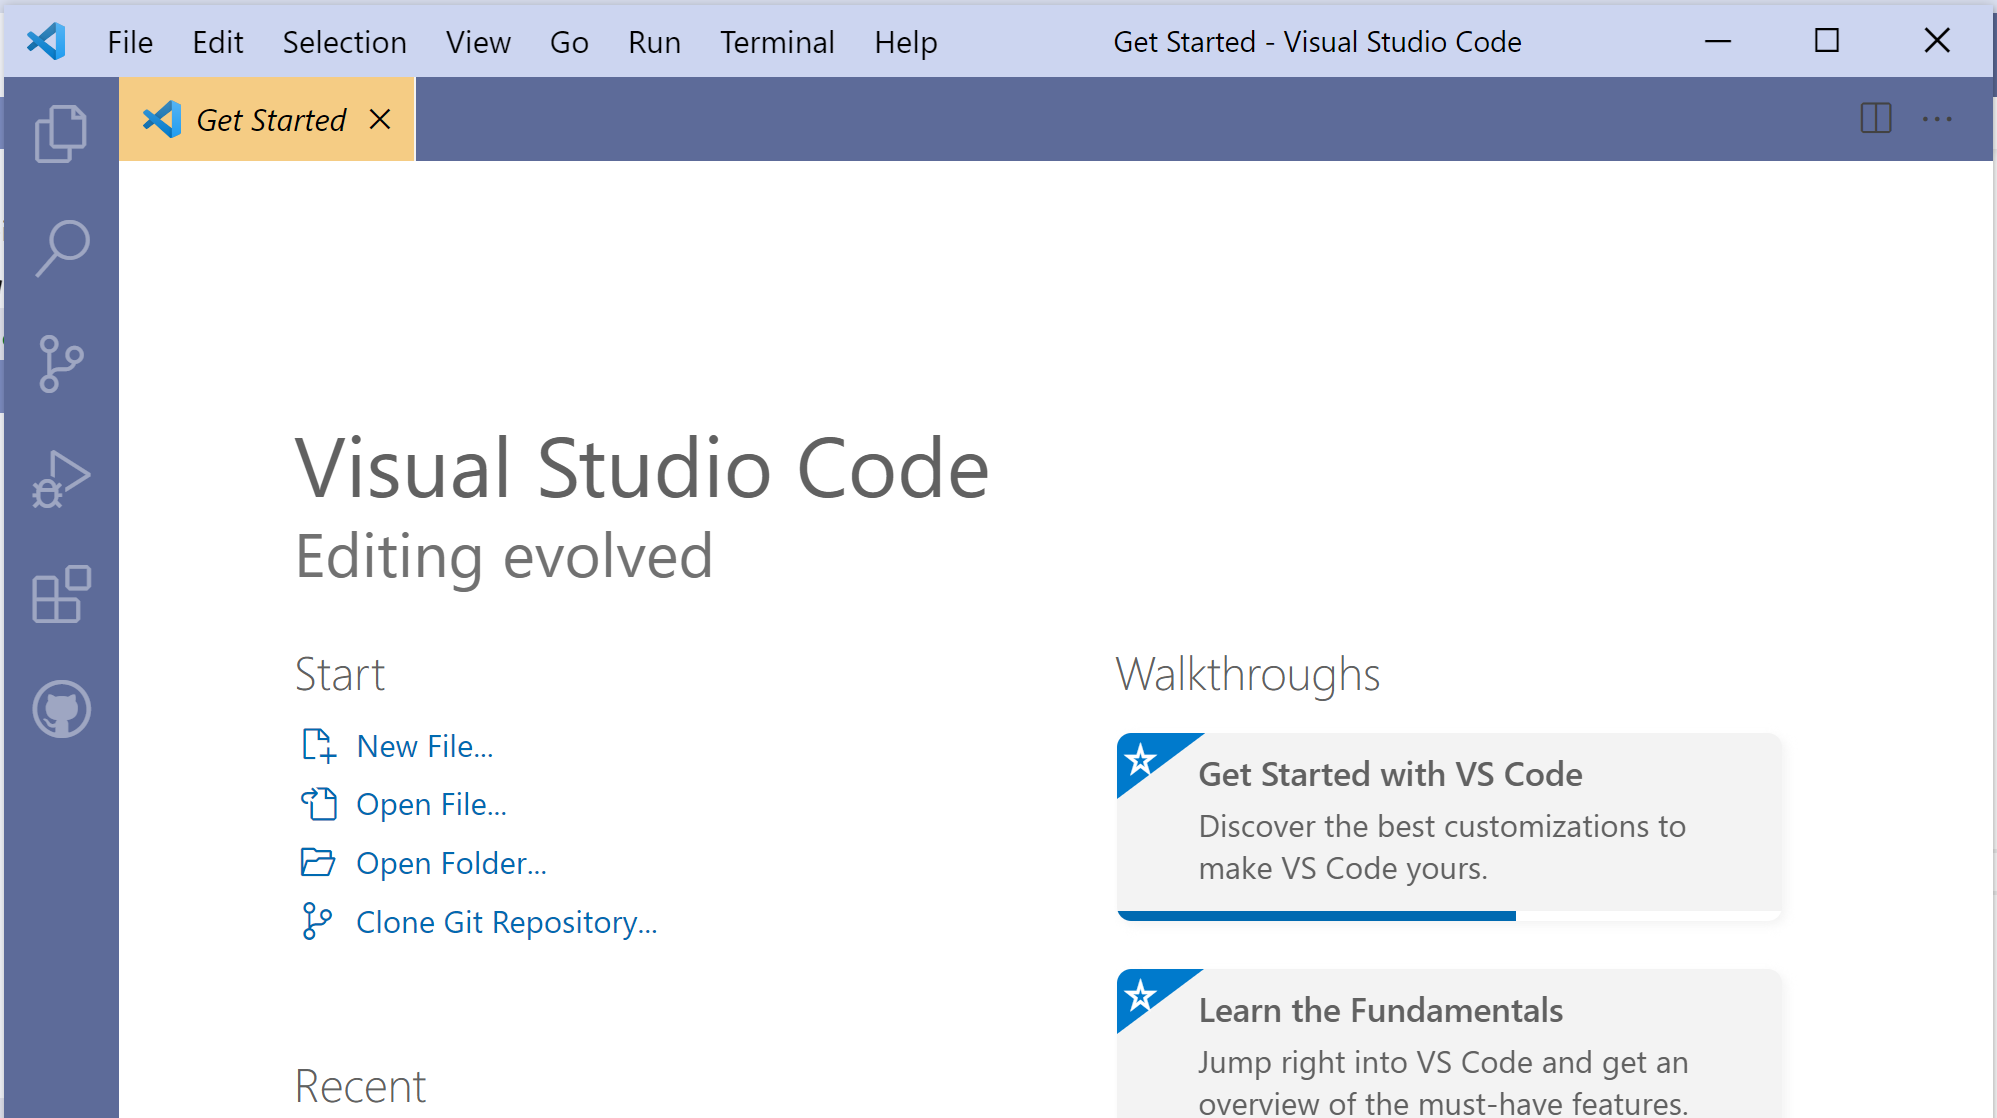 File Edit Selection View Go Run Terminal Help Get Started - Visual Studio Code
Get Started
Visual Studio Code
Editing evolved
Start
New File...
Open File...
Open Folder...
Clone Git Repository...
Recent
Walkthroughs
Get Started with VS Code
Discover the best customizations to
make VS Code yours.
Learn the Fundamentals
Jump right into VS Code and get an
overview of the must-have features.